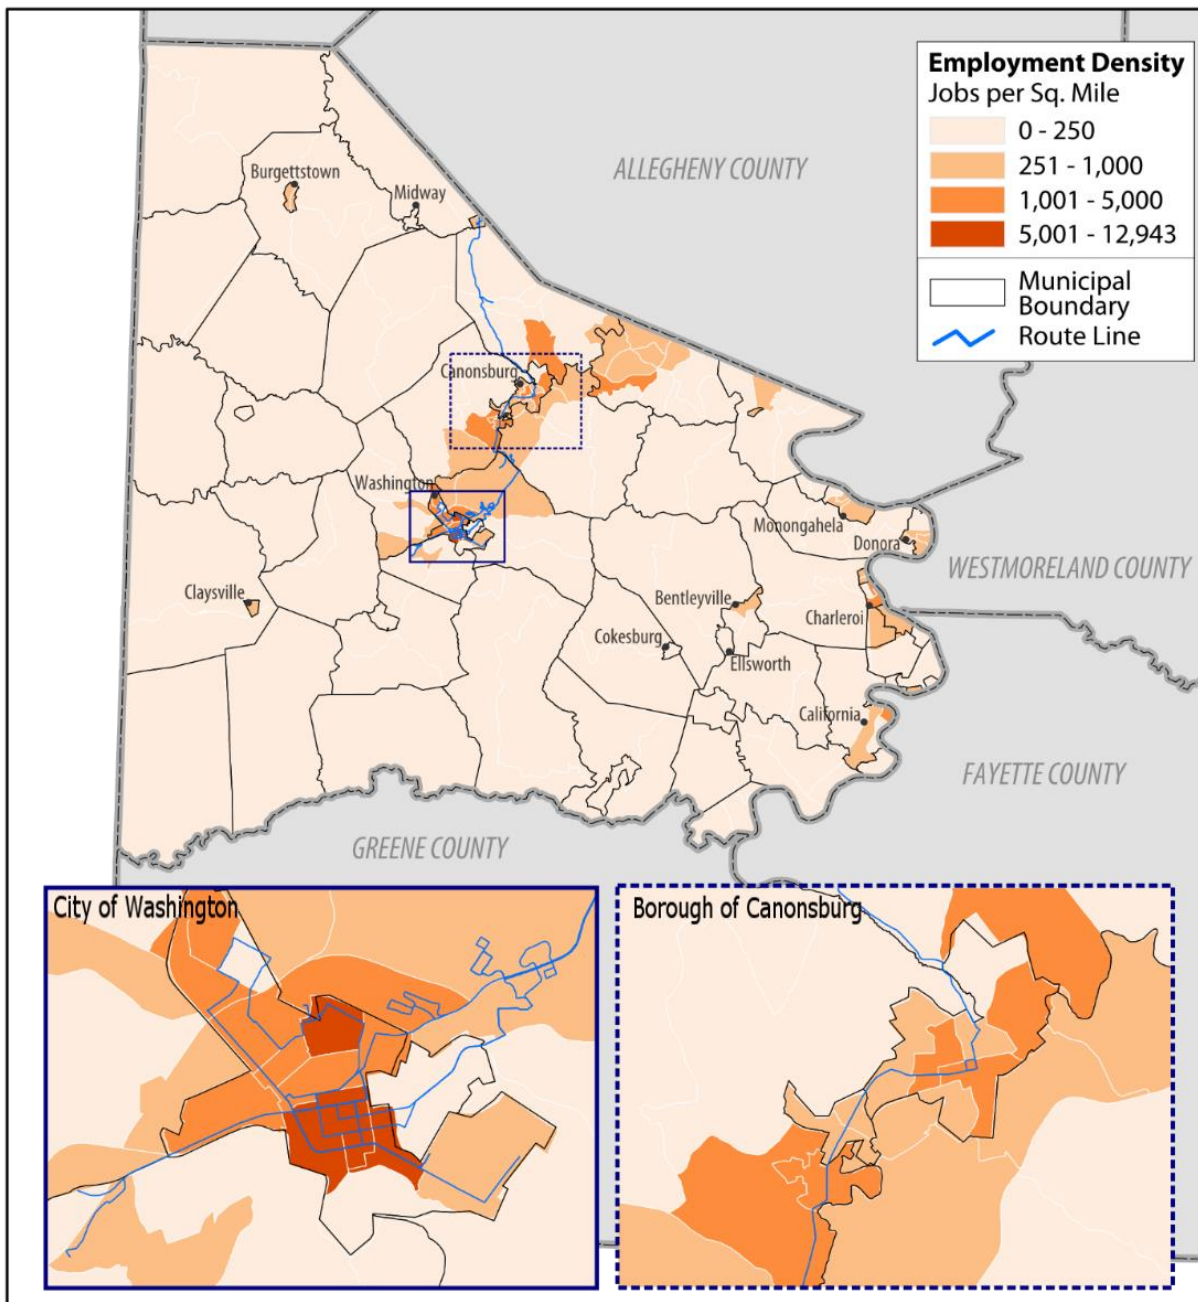 Employment Density
Jobs per Sq. Mile
0 - 250
251 - 1,000
1,001 - 5,000
5,001 - 12,943
Municipal
Boundary
Route Line
ALLEGHENY COUNTY
Burgettstown
Midway
Canonsburg
Washington
Monongahela
Donora
WESTMORELAND COUNTY
Claysville
Bentleyville
Charleroi
Cokesburg
Ellsworth
California
FAYETTE COUNTY
GREENE COUNTY
City of Washington
Borough of Canonsburg